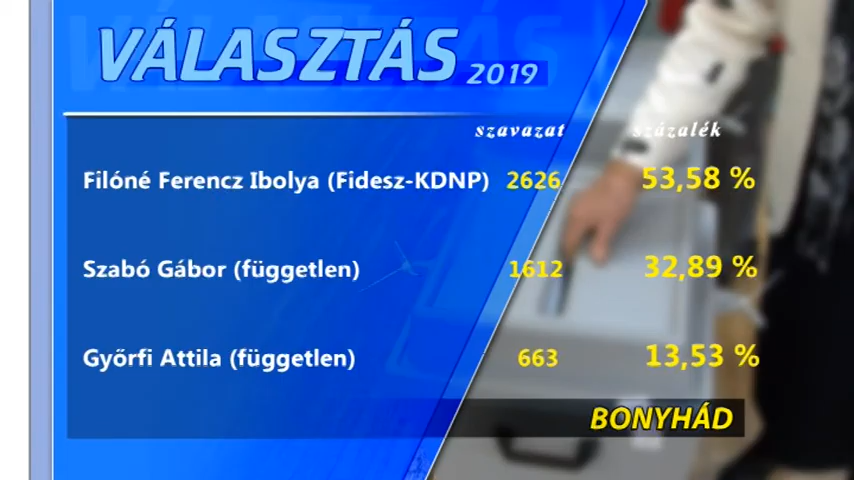 VÁLASZTÁS 2019
szavazat százalék
Filóné Ferencz Ibolya (Fidesz-KDNP) 2626 53,58 %
Szabó Gábor (független) 1612 32,89 %
Győrfi Attila (független) 663 13,53 %
BONYHÁD